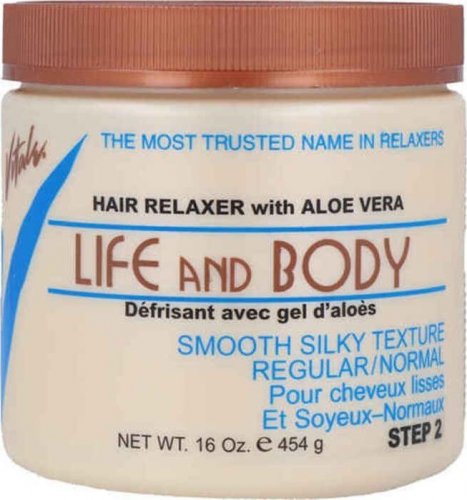 Vitale
THE MOST TRUSTED NAME IN RELAXERS
HAIR RELAXER with ALOE VERA
LIFE AND BODY
Défrisant avec gel d'aloès
SMOOTH SILKY TEXTURE
REGULAR/NORMAL
Pour cheveux lisses
Et Soyeux–Normaux
STEP 2
NET WT. 16 Oz. e 454 g